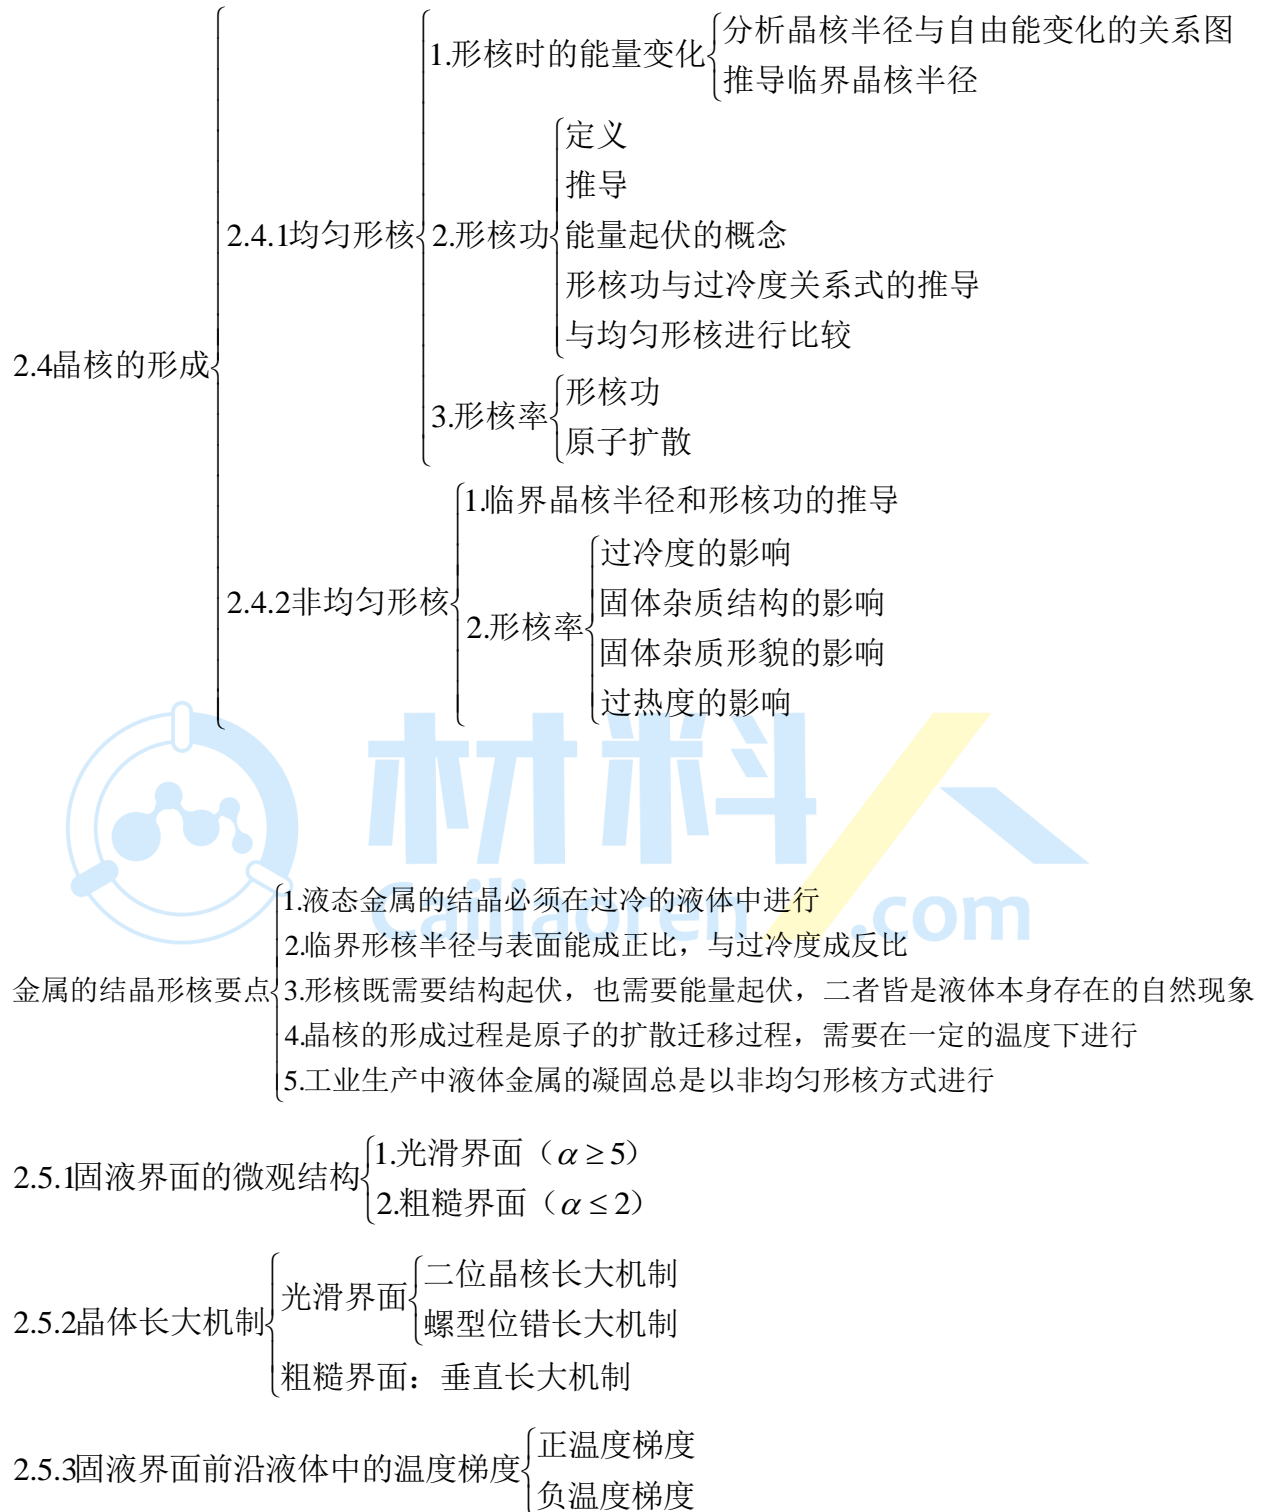 2.4晶核的形成
2.4.1均匀形核
1.形核时的能量变化
分析晶核半径与自由能变化的关系图
推导临界晶核半径
2.形核功
定义
推导
能量起伏的概念
形核功与过冷度关系式的推导
与均匀形核进行比较
3.形核率
形核功
原子扩散
2.4.2非均匀形核
1.临界晶核半径和形核功的推导
2.形核率
过冷度的影响
固体杂质结构的影响
固体杂质形貌的影响
过热度的影响
材料人
Cailiaoren.com
金属的结晶形核要点
1.液态金属的结晶必须在过冷的液体中进行
2.临界形核半径与表面能成正比，与过冷度成反比
3.形核既需要结构起伏，也需要能量起伏，二者皆是液体本身存在的自然现象
4.晶核的形成过程是原子的扩散迁移过程，需要在一定的温度下进行
5.工业生产中液体金属的凝固总是以非均匀形核方式进行
2.5.1固液界面的微观结构
1.光滑界面（α≥5）
2.粗糙界面（α≤2）
2.5.2晶体长大机制
光滑界面
二位晶核长大机制
螺型位错长大机制
粗糙界面：垂直长大机制
2.5.3固液界面前沿液体中的温度梯度
正温度梯度
负温度梯度